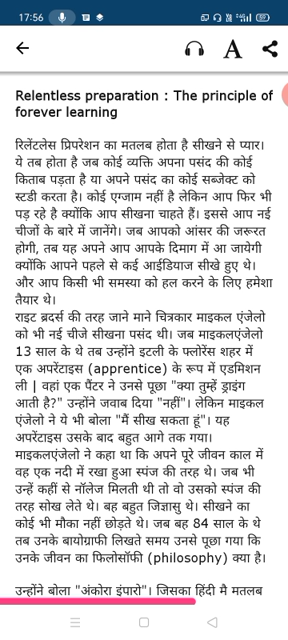 17:56
A
Relentless preparation : The principle of
forever learning
रिलेंटलेस प्रिपरेशन का मतलब होता है सीखने से प्यार।
ये तब होता है जब कोई व्यक्ति अपना पसंद की कोई
किताब पड़ता है या अपने पसंद का कोई सब्जेक्ट को
स्टडी करता है। कोई एग्जाम नहीं है लेकिन आप फिर भी
पड़ रहे है क्योंकि आप सीखना चाहते हैं। इससे आप नई
चीजों के बारे में जानेंगे। जब आपको आंसर की जरूरत
होगी, तब यह अपने आप आपके दिमाग में आ जायेगी
क्योंकि आपने पहले से कई आईडियाज सीखे हुए थे।
और आप किसी भी समस्या को हल करने के लिए हमेशा
तैयार थे।
राइट ब्रदर्स की तरह जाने माने चित्रकार माइकल एंजेलो
को भी नई चीजे सीखना पसंद थी। जब माइकलएंजेलो
13 साल के थे तब उन्होंने इटली के फ्लोरेंस शहर में
एक अपरेंटाइस (apprentice) के रूप में एडमिशन
ली | वहां एक पैंटर ने उनसे पूछा "क्या तुम्हें ड्राइंग
आती है?" उन्होंने जवाब दिया "नहीं"। लेकिन माइकल
एंजेलो ने ये भी बोला "मैं सीख सकता हूं"। यह
अपरेंटाइस उसके बाद बहुत आगे तक गया।
माइकलएंजेलो ने कहा था कि अपने पूरे जीवन काल में
वह एक नदी में रखा हुआ स्पंज की तरह थे। जब भी
उन्हें कहीं से नॉलेज मिलती थी तो वो उसको स्पंज की
तरह सोख लेते थे। बह बहुत जिज्ञासु थे। सीखने का
कोई भी मौका नहीं छोड़ते थे। जब बह 84 साल के थे
तब उनके बायोग्राफी लिखते समय उनसे पूछा गया कि
उनके जीवन का फिलोसॉफी (philosophy) क्या है।
उन्होंने बोला "अंकोरा इंपारो"। जिसका हिंदी मै मतलब